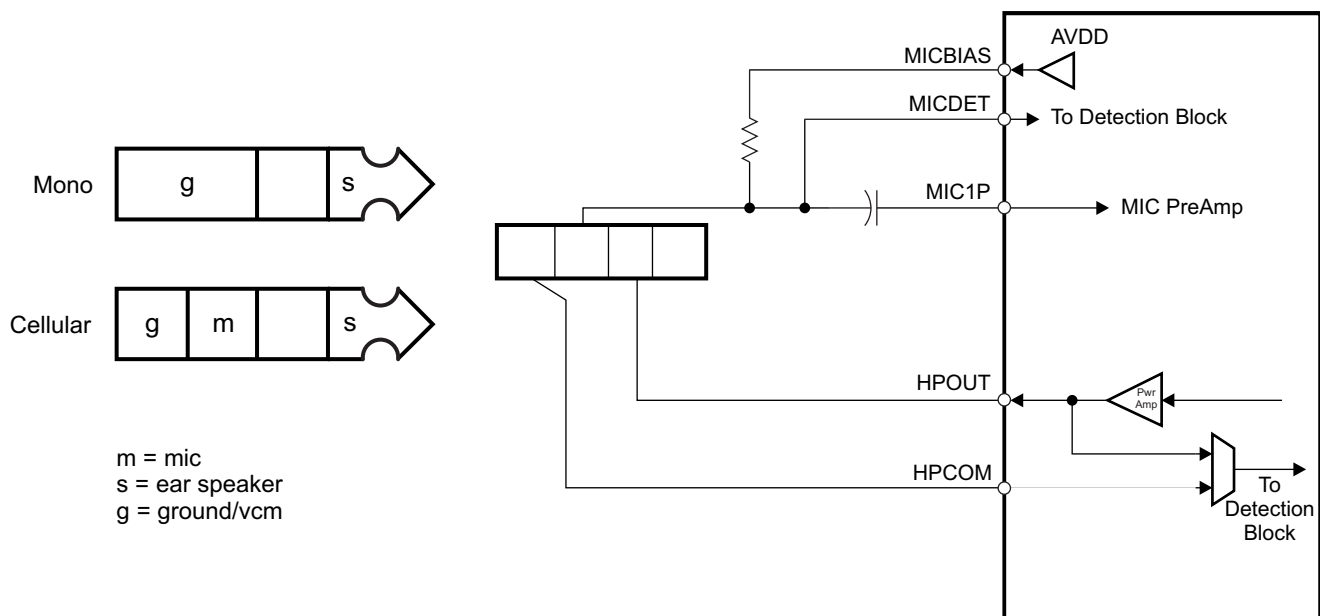 AVDD
MICBIAS
MICDET
To Detection Block
Mono
g
s
MIC1P
MIC PreAmp
Cellular
g
m
s
HPOUT
Pwr
Amp
m = mic
s = ear speaker
g = ground/vcm
HPCOM
To
Detection
Block